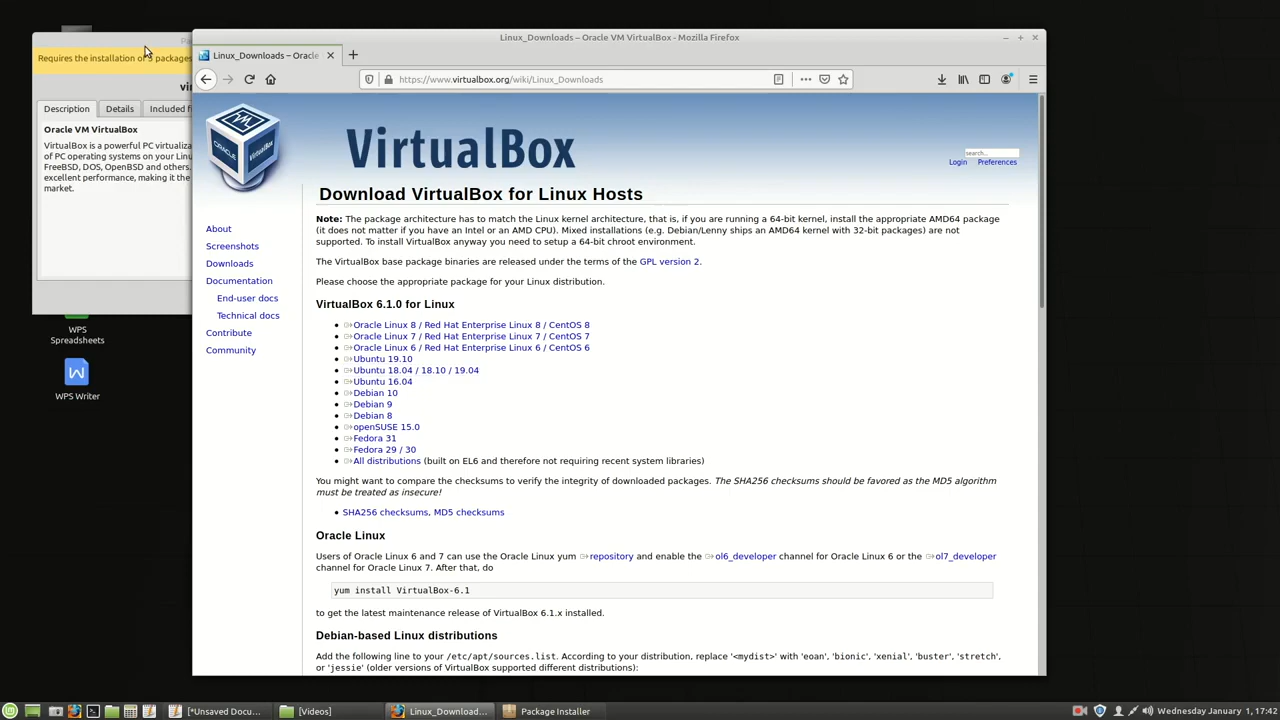 Linux_Downloads – Oracle VM VirtualBox - Mozilla Firefox
Linux_Downloads – Oracle
https://www.virtualbox.org/wiki/Linux_Downloads
Requires the installation of 3 packages
Description
Details
Included f
Oracle VM VirtualBox
VirtualBox is a powerful PC virtualiza
of PC operating systems on your Linu
FreeBSD, DOS, OpenBSD and others.
excellent performance, making it the
market.
WPS
Spreadsheets
WPS Writer
ORACLE
VirtualBox
VirtualBox
search...
Login
Preferences
About
Screenshots
Downloads
Documentation
End-user docs
Technical docs
Contribute
Community
Download VirtualBox for Linux Hosts
Note: The package architecture has to match the Linux kernel architecture, that is, if you are running a 64-bit kernel, install the appropriate AMD64 package
(it does not matter if you have an Intel or an AMD CPU). Mixed installations (e.g. Debian/Lenny ships an AMD64 kernel with 32-bit packages) are not
supported. To install VirtualBox anyway you need to setup a 64-bit chroot environment.
The VirtualBox base package binaries are released under the terms of the GPL version 2.
Please choose the appropriate package for your Linux distribution.
VirtualBox 6.1.0 for Linux
Oracle Linux 8 / Red Hat Enterprise Linux 8 / CentOS 8
Oracle Linux 7 / Red Hat Enterprise Linux 7 / CentOS 7
Oracle Linux 6 / Red Hat Enterprise Linux 6 / CentOS 6
Ubuntu 19.10
Ubuntu 18.04 / 18.10 / 19.04
Ubuntu 16.04
Debian 10
Debian 9
Debian 8
openSUSE 15.0
Fedora 31
Fedora 29 / 30
All distributions (built on EL6 and therefore not requiring recent system libraries)
You might want to compare the checksums to verify the integrity of downloaded packages. The SHA256 checksums should be favored as the MD5 algorithm
must be treated as insecure!
SHA256 checksums, MD5 checksums
Oracle Linux
Users of Oracle Linux 6 and 7 can use the Oracle Linux yum repository and enable the ol6_developer channel for Oracle Linux 6 or the ol7_developer
channel for Oracle Linux 7. After that, do
yum install VirtualBox-6.1
to get the latest maintenance release of VirtualBox 6.1.x installed.
Debian-based Linux distributions
Add the following line to your /etc/apt/sources.list. According to your distribution, replace '<mydist>' with 'eoan', 'bionic', 'xenial', 'buster', 'stretch',
or 'jessie' (older versions of VirtualBox supported different distributions):
[*Unsaved Docu...
[Videos]
Linux_Download...
Package Installer
Wednesday January 1, 17:42